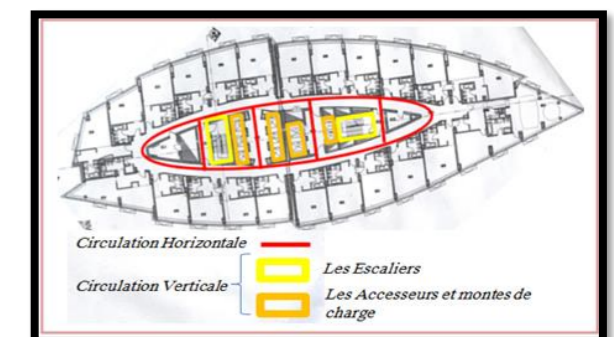 Circulation Horizontale
Circulation Verticale
Les Escaliers
Les Accesseurs et montes de
charge